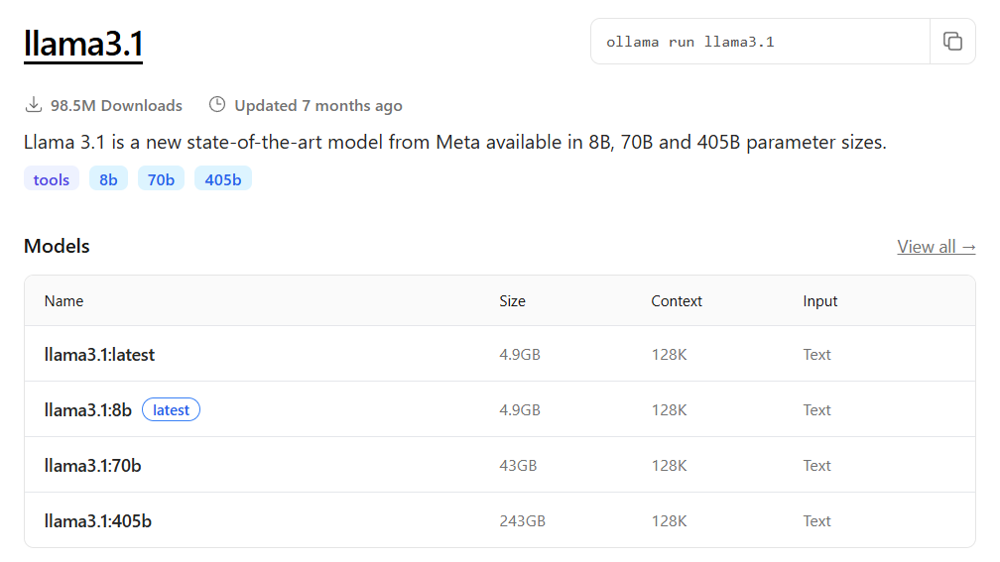 llama3.1
ollama run llama3.1
98.5M Downloads Updated 7 months ago
Llama 3.1 is a new state-of-the-art model from Meta available in 8B, 70B and 405B parameter sizes.
tools 8b 70b 405b
Models View all →
Name Size Context Input
llama3.1:latest 4.9GB 128K Text
llama3.1:8b latest 4.9GB 128K Text
llama3.1:70b 43GB 128K Text
llama3.1:405b 243GB 128K Text